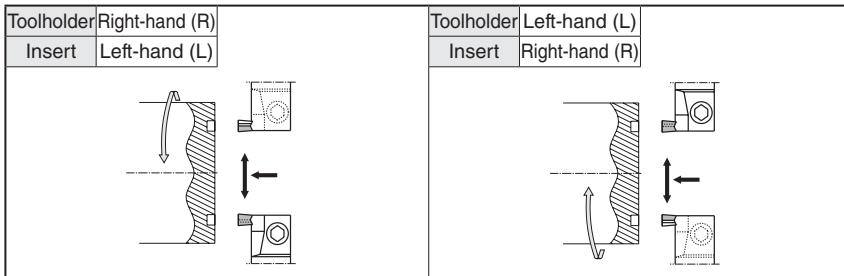 Toolholder Right-hand (R)
Insert Left-hand (L)
Toolholder Left-hand (L)
Insert Right-hand (R)